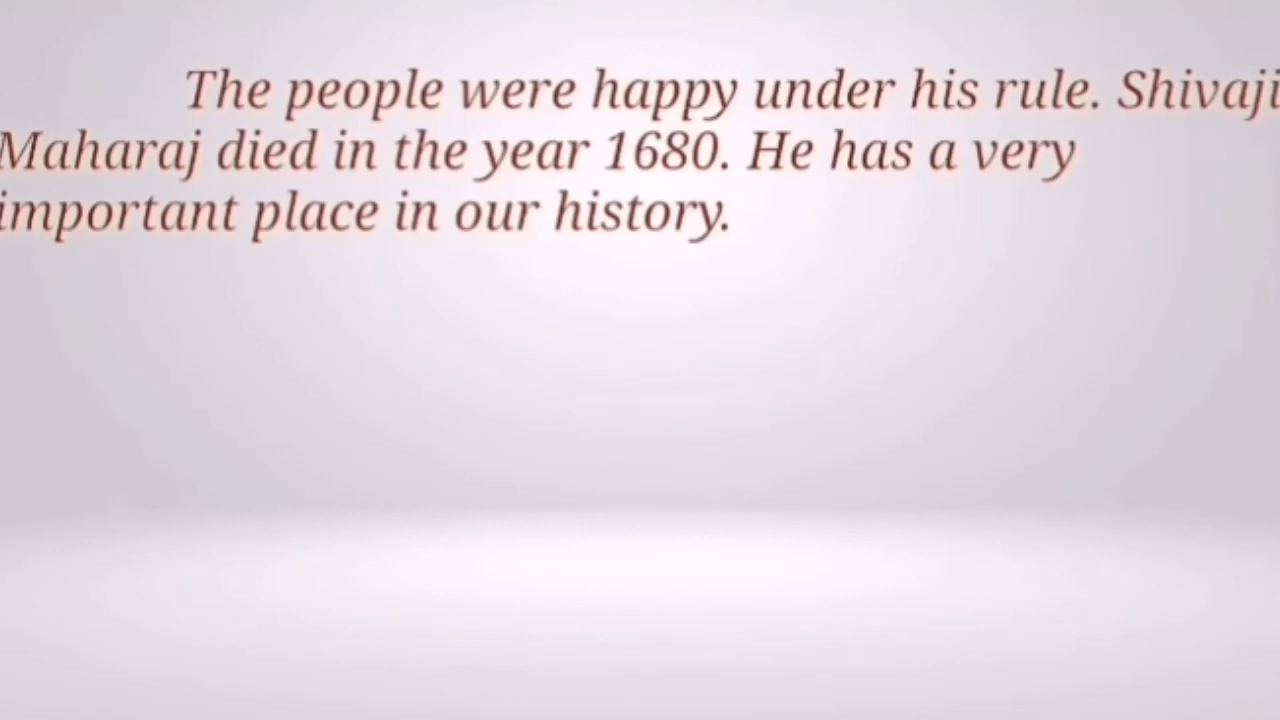 The people were happy under his rule. Shivaji
Maharaj died in the year 1680. He has a very
important place in our history.